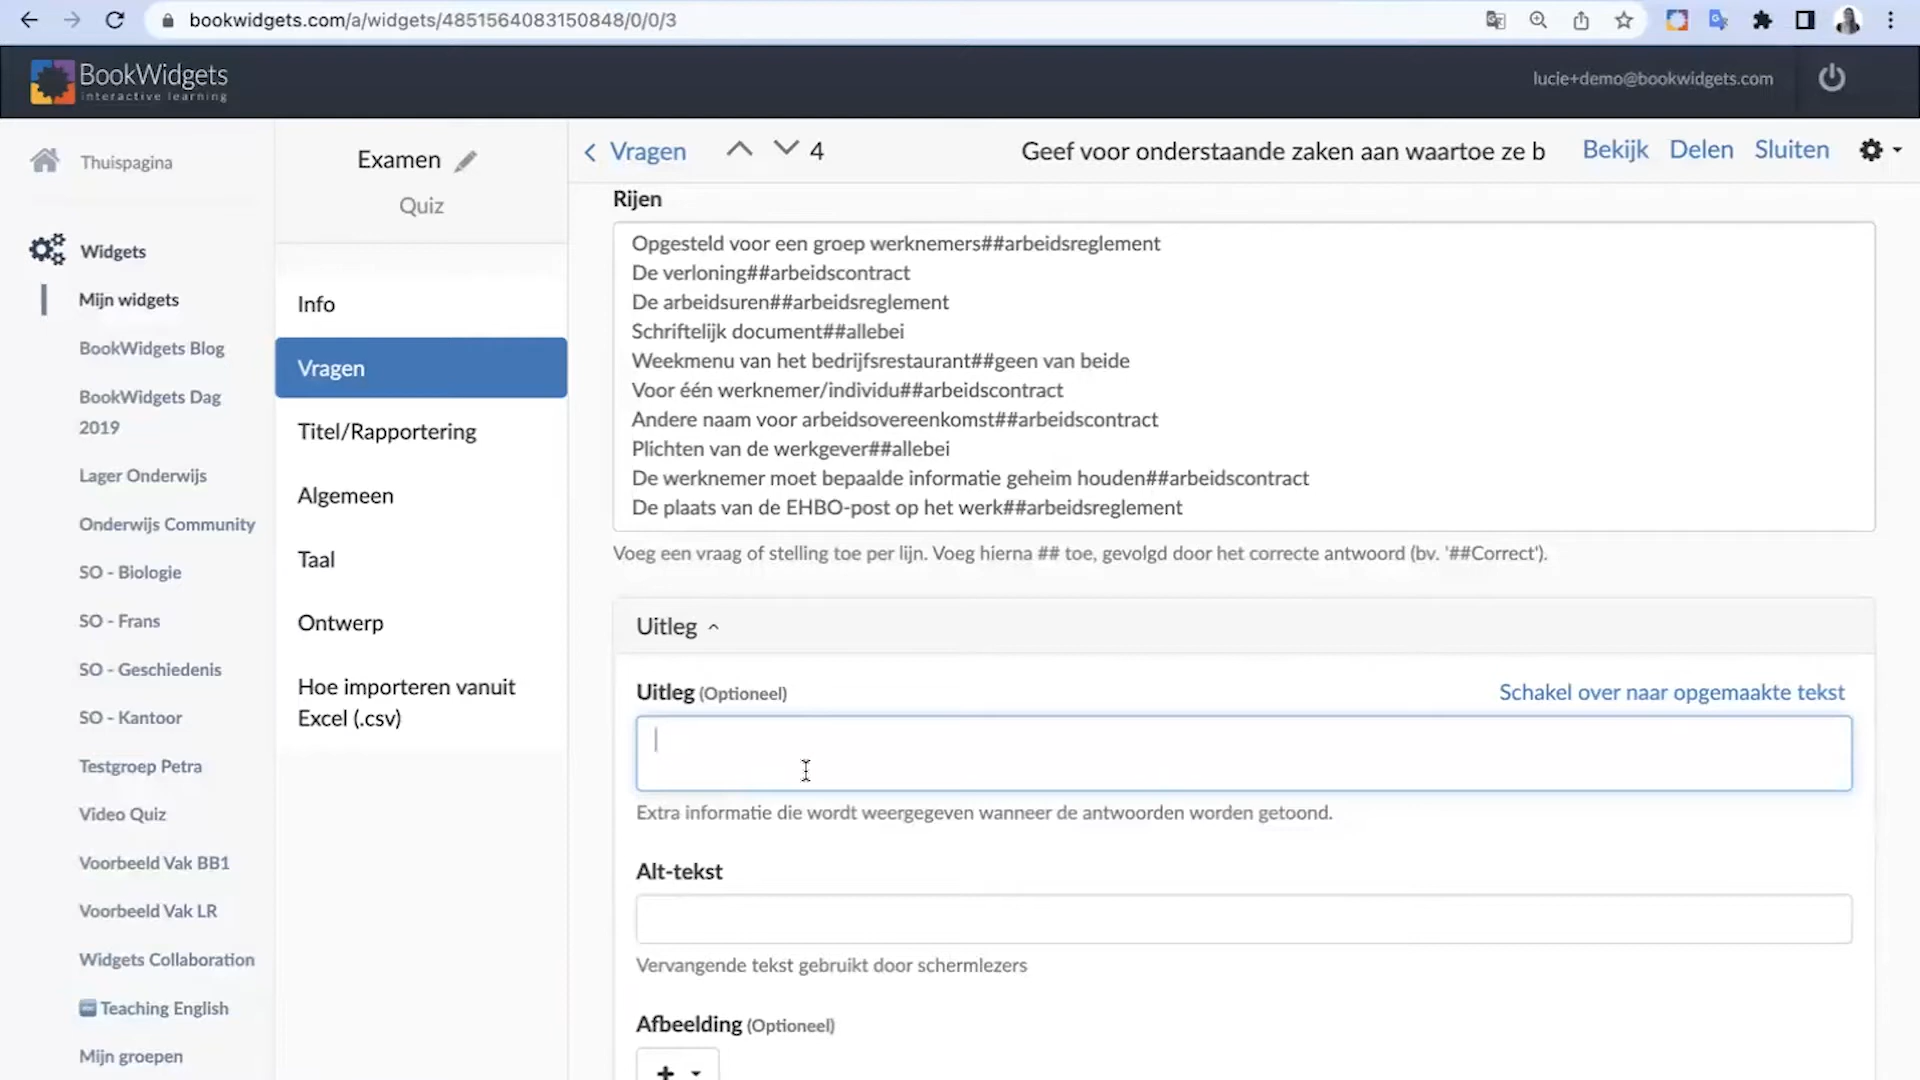 bookwidgets.com/a/widgets/4851564083150848/0/0/3
BookWidgets
interactive learning
lucie+demo@bookwidgets.com
Thuispagina
Widgets
Mijn widgets
BookWidgets Blog
BookWidgets Dag
2019
Lager Onderwijs
Onderwijs Community
SO - Biologie
SO - Frans
SO - Geschiedenis
SO - Kantoor
Testgroep Petra
Video Quiz
Voorbeeld Vak BB1
Voorbeeld Vak LR
Widgets Collaboration
Teaching English
Mijn groepen
Examen
Quiz
Info
Vragen
Titel/Rapportering
Algemeen
Taal
Ontwerp
Hoe importeren vanuit
Excel (.csv)
Vragen 4 Geef voor onderstaande zaken aan waartoe ze b Bekijk Delen Sluiten
Rijen
Opgesteld voor een groep werknemers##arbeidsreglement
De verloning##arbeidscontract
De arbeidsuren##arbeidsreglement
Schriftelijk document##allebei
Weekmenu van het bedrijfsrestaurant##geen van beide
Voor één werknemer/individu##arbeidscontract
Andere naam voor arbeidsovereenkomst##arbeidscontract
Plichten van de werkgever##allebei
De werknemer moet bepaalde informatie geheim houden##arbeidscontract
De plaats van de EHBO-post op het werk##arbeidsreglement
Voeg een vraag of stelling toe per lijn. Voeg hierna ## toe, gevolgd door het correcte antwoord (bv. '##Correct').
Uitleg
Uitleg (Optioneel) Schakel over naar opgemaakte tekst
Extra informatie die wordt weergegeven wanneer de antwoorden worden getoond.
Alt-tekst
Vervangende tekst gebruikt door schermlezers
Afbeelding (Optioneel)